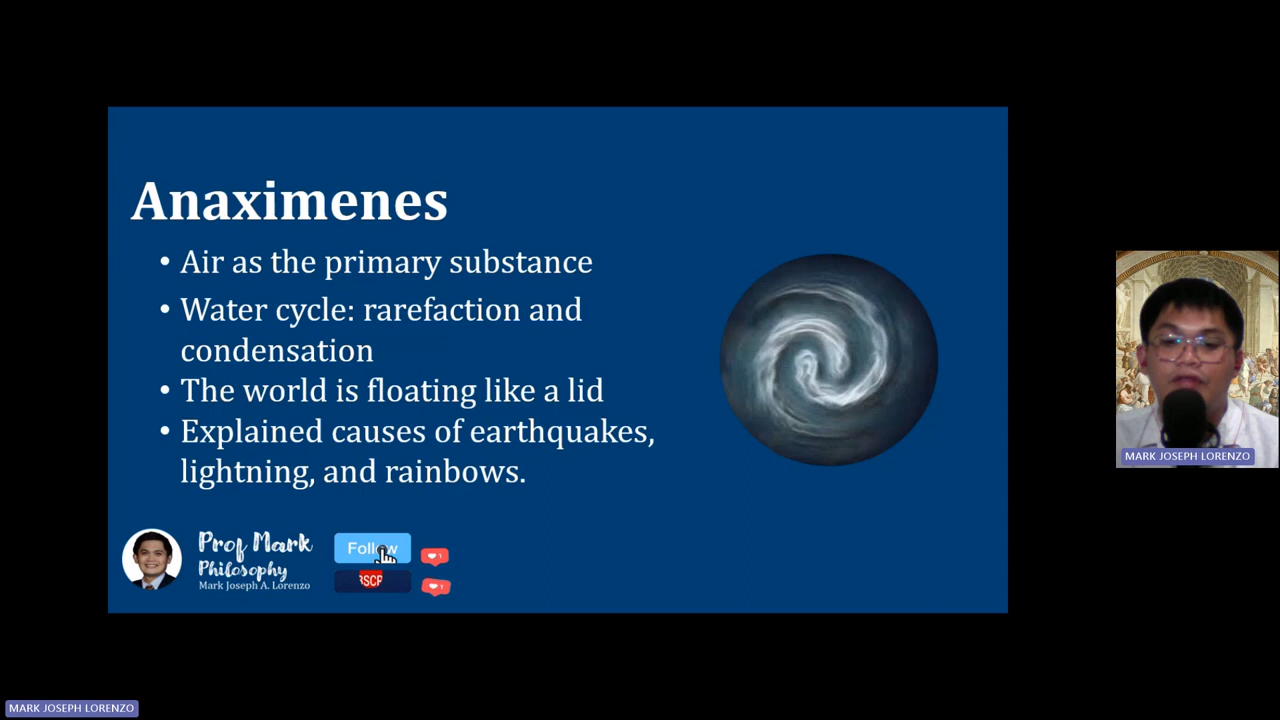 Anaximenes
• Air as the primary substance
• Water cycle: rarefaction and
condensation
• The world is floating like a lid
• Explained causes of earthquakes,
lightning, and rainbows.
Prof Mark
Philosophy
Mark Joseph A. Lorenzo
Follow
MARK JOSEPH LORENZO
MARK JOSEPH LORENZO